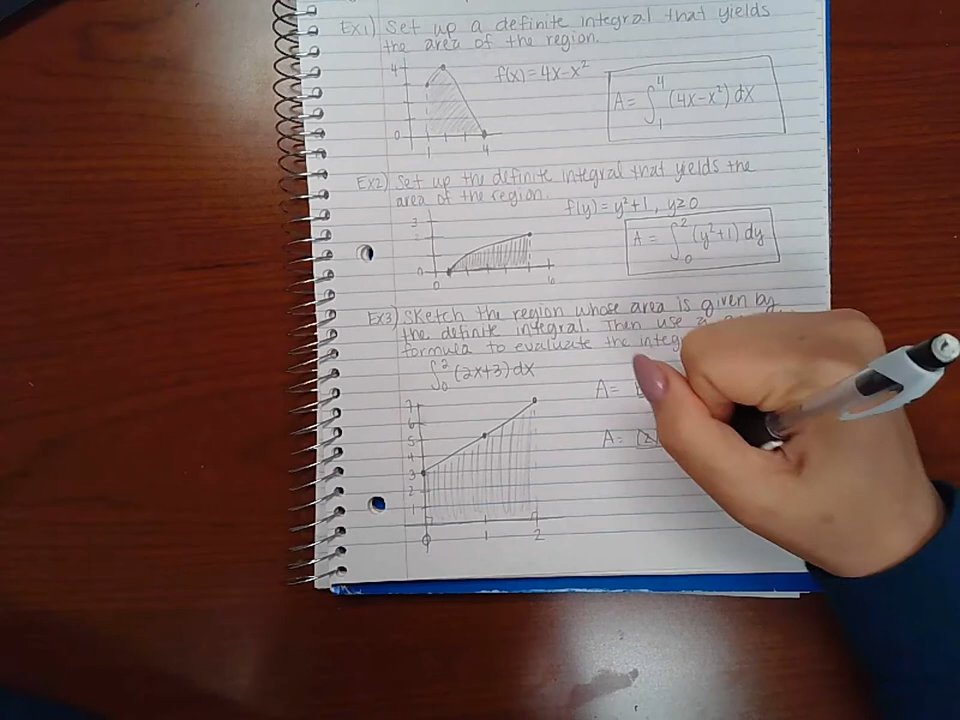 Ex1) Set up a definite integral that yields
the area of the region.
f(x) = 4x-x²
A = ∫₁⁴ (4x-x²) dx
4
0
1 4
Ex2) Set up the definite integral that yields the
area of the region.
f(y) = y²+1, y≥0
A = ∫₀² (y²+1) dy
3
0
0 6
Ex3) Sketch the region whose area is given by
the definite integral. Then use a
formula to evaluate the
∫₀² (2x+3) dx
A =
A =
7
6
5
4
3
2
1
0 1 2